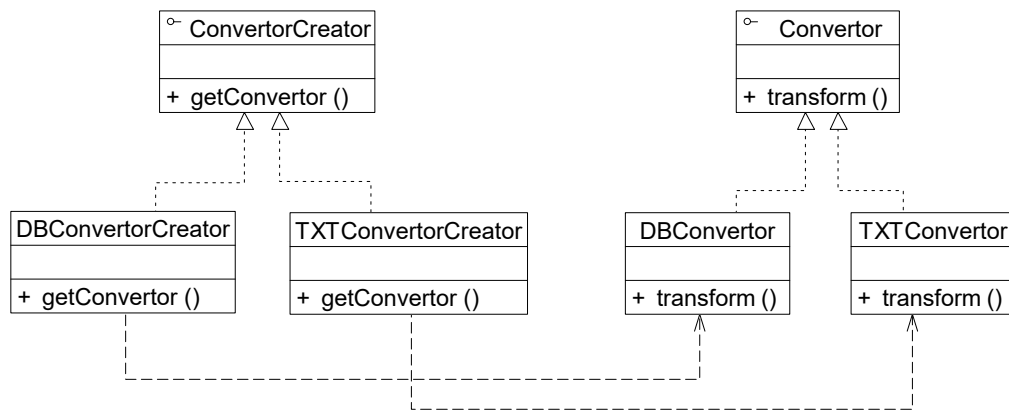 ConvertorCreator
+ getConvertor ()
Convertor
+ transform ()
DBConvertorCreator
+ getConvertor ()
TXTConvertorCreator
+ getConvertor ()
DBConvertor
+ transform ()
TXTConvertor
+ transform ()